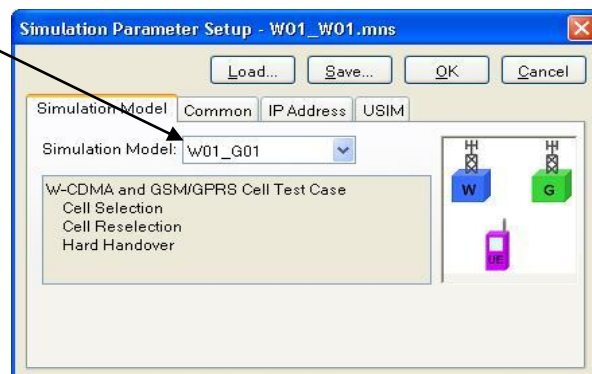 Simulation Parameter Setup - W01_W01.mns
Load... Save... OK Cancel
Simulation Model Common IP Address USIM
Simulation Model: W01_G01
W-CDMA and GSM/GPRS Cell Test Case
Cell Selection
Cell Reselection
Hard Handover
W G
UE